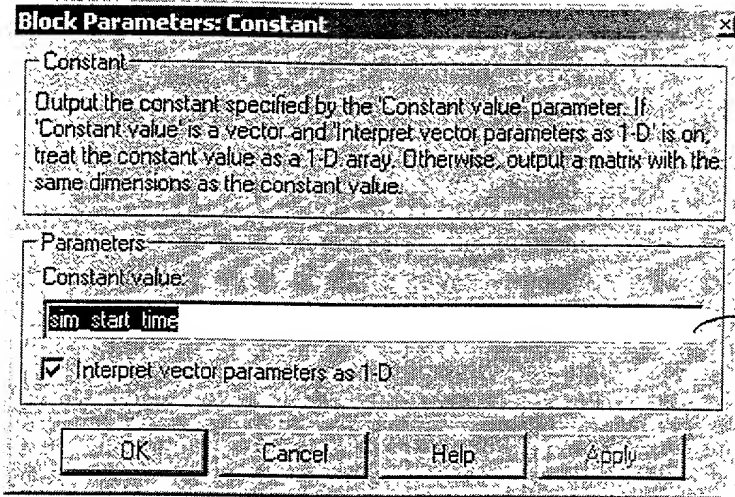 Block Parameters: Constant
Constant
Output the constant specified by the 'Constant value' parameter. If
'Constant value' is a vector and 'Interpret vector parameters as 1-D' is on,
treat the constant value as a 1-D array. Otherwise, output a matrix with the
same dimensions as the constant value.
Parameters
Constant value:
sim_start_time
Interpret vector parameters as 1-D
OK Cancel Help Apply